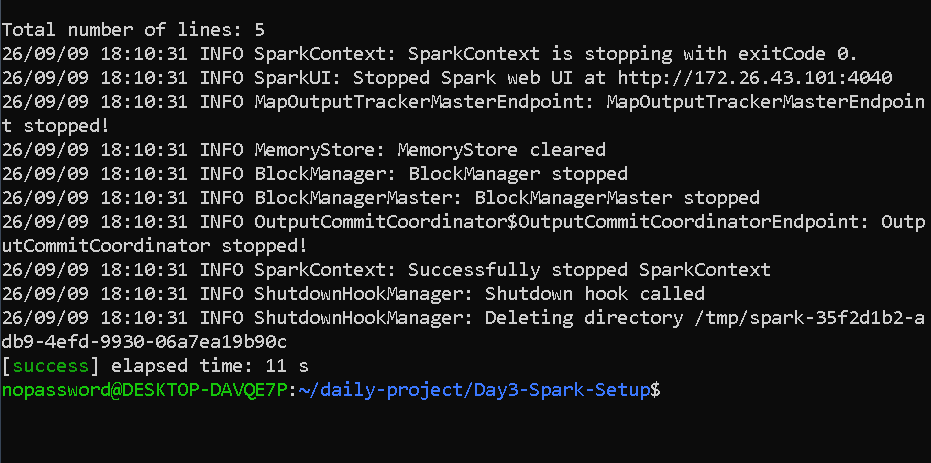 Total number of lines: 5
26/09/09 18:10:31 INFO SparkContext: SparkContext is stopping with exitCode 0.
26/09/09 18:10:31 INFO SparkUI: Stopped Spark web UI at http://172.26.43.101:4040
26/09/09 18:10:31 INFO MapOutputTrackerMasterEndpoint: MapOutputTrackerMasterEndpoin
t stopped!
26/09/09 18:10:31 INFO MemoryStore: MemoryStore cleared
26/09/09 18:10:31 INFO BlockManager: BlockManager stopped
26/09/09 18:10:31 INFO BlockManagerMaster: BlockManagerMaster stopped
26/09/09 18:10:31 INFO OutputCommitCoordinator$OutputCommitCoordinatorEndpoint: Outp
utCommitCoordinator stopped!
26/09/09 18:10:31 INFO SparkContext: Successfully stopped SparkContext
26/09/09 18:10:31 INFO ShutdownHookManager: Shutdown hook called
26/09/09 18:10:31 INFO ShutdownHookManager: Deleting directory /tmp/spark-35f2d1b2-a
db9-4efd-9930-06a7ea19b90c
[success] elapsed time: 11 s
nopassword@DESKTOP-DAVQE7P:~/daily-project/Day3-Spark-Setup$